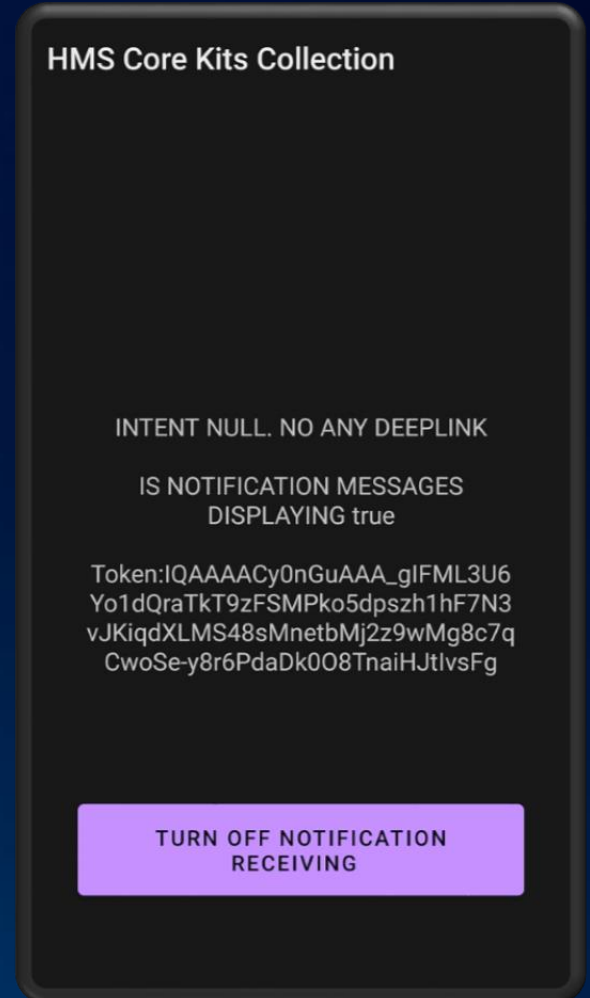 HMS Core Kits Collection
INTENT NULL. NO ANY DEEPLINK
IS NOTIFICATION MESSAGES
DISPLAYING true
Token:IQAAAACy0nGuAAA_gIFML3U6
Yo1dQraTkT9zFSMPko5dpszh1hF7N3
vJKiqdXLMS48sMnetbMj2z9wMg8c7q
CwoSe-y8r6PdaDk0O8TnaiHJtIvsFg
TURN OFF NOTIFICATION
RECEIVING